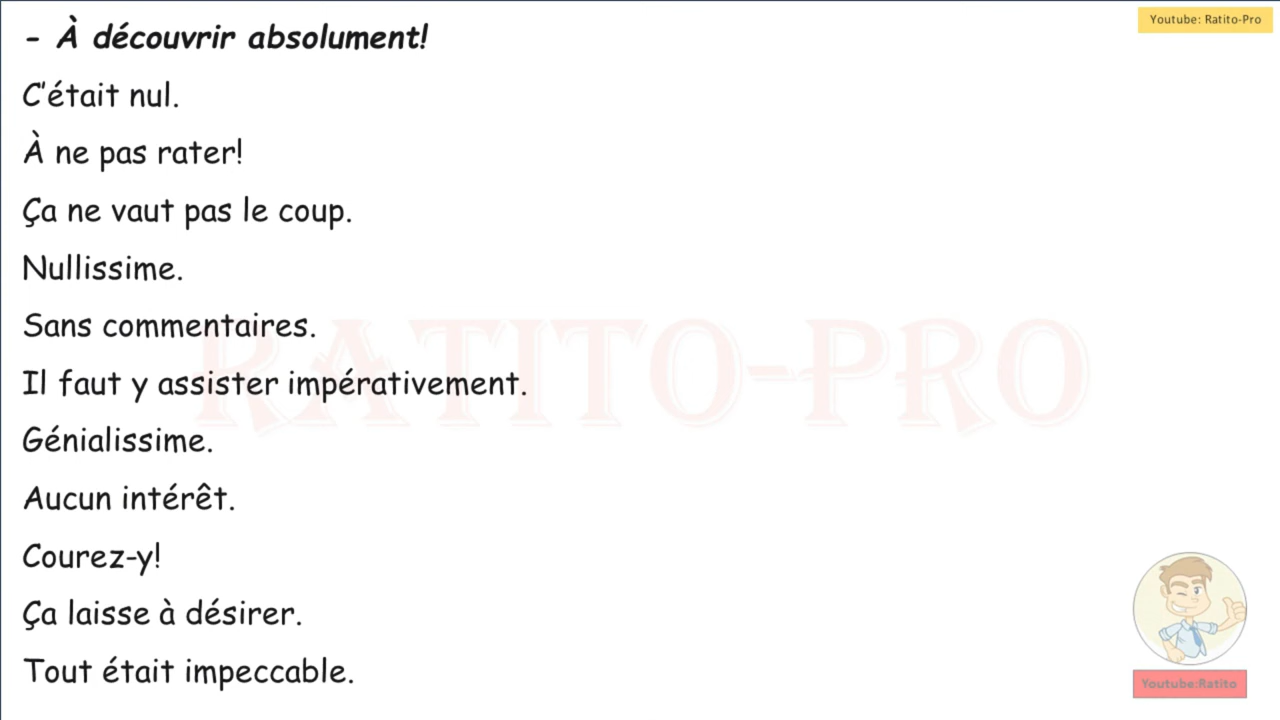 Youtube: Ratito-Pro
- À découvrir absolument!
C'était nul.
À ne pas rater!
Ça ne vaut pas le coup.
Nullissime.
Sans commentaires.
Il faut y assister impérativement.
Génialissime.
Aucun intérêt.
Courez-y!
Ça laisse à désirer.
Tout était impeccable.
RATITO-PRO
Youtube:Ratito